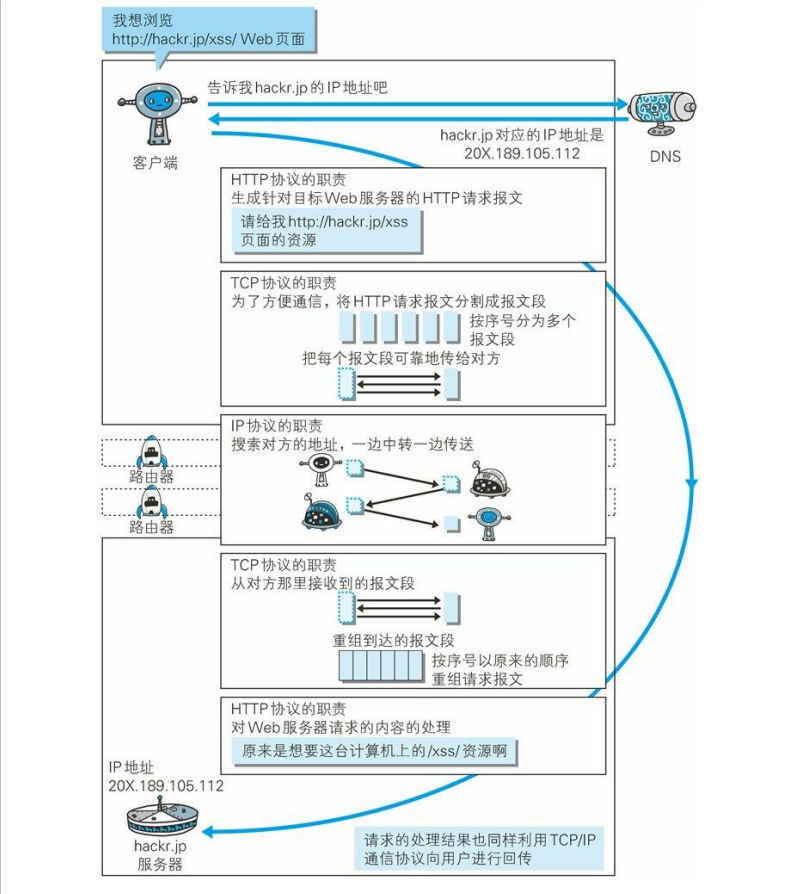 我想浏览
http://hackr.jp/xss/ Web页面
告诉我hackr.jp的IP地址吧
hackr.jp对应的IP地址是
20X.189.105.112
客户端
DNS
HTTP协议的职责
生成针对目标Web服务器的HTTP请求报文
请给我http://hackr.jp/xss
页面的资源
TCP协议的职责
为了方便通信，将HTTP请求报文分割成报文段
按序号分为多个
报文段
把每个报文段可靠地传给对方
IP协议的职责
搜索对方的地址，一边中转一边传送
路由器
路由器
TCP协议的职责
从对方那里接收到的报文段
重组到达的报文段
按序号以原来的顺序
重组请求报文
HTTP协议的职责
对Web服务器请求的内容的处理
原来是想要这台计算机上的/xss/资源啊
IP地址
20X.189.105.112
hackr.jp
服务器
请求的处理结果也同样利用TCP/IP
通信协议向用户进行回传